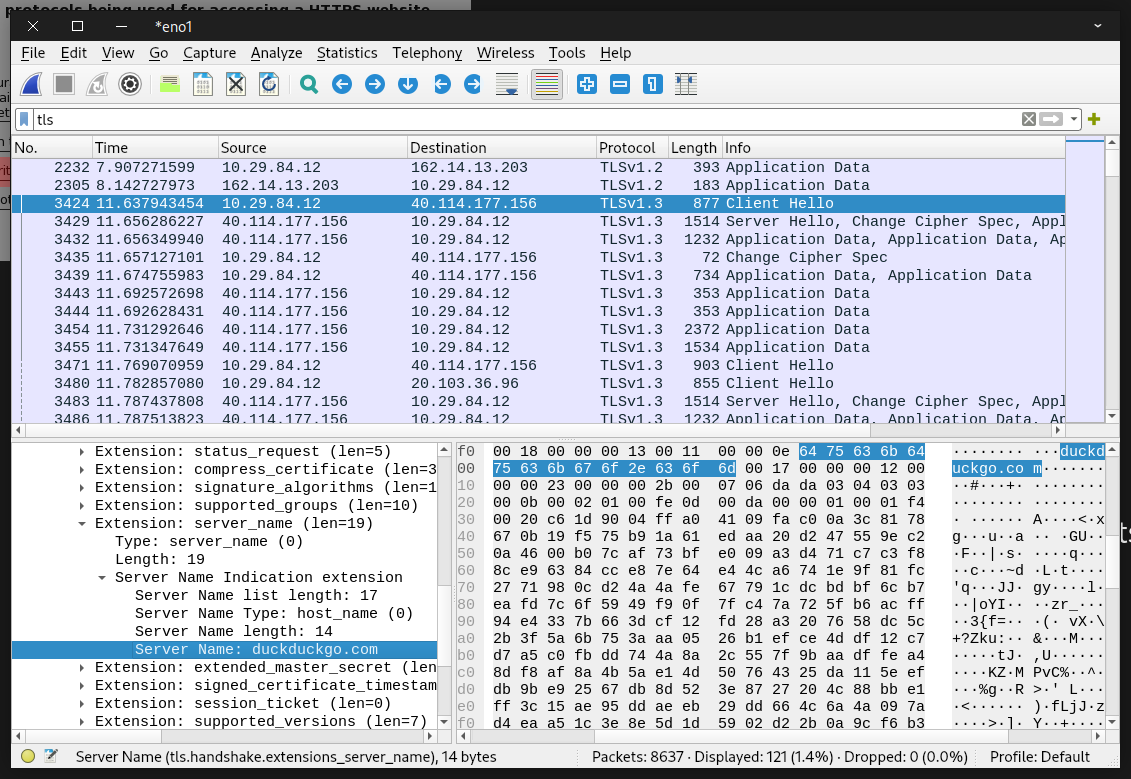 protocols being used for accessing a HTTPS website
*eno1
File Edit View Go Capture Analyze Statistics Telephony Wireless Tools Help
tls
No. Time Source Destination Protocol Length Info
2232 7.907271599 10.29.84.12 162.14.13.203 TLSv1.2 393 Application Data
2305 8.142727973 162.14.13.203 10.29.84.12 TLSv1.2 183 Application Data
3424 11.637943454 10.29.84.12 40.114.177.156 TLSv1.3 877 Client Hello
3429 11.656286227 40.114.177.156 10.29.84.12 TLSv1.3 1514 Server Hello, Change Cipher Spec, Appl
3432 11.656349940 40.114.177.156 10.29.84.12 TLSv1.3 1232 Application Data, Application Data, Ap
3435 11.657127101 10.29.84.12 40.114.177.156 TLSv1.3 72 Change Cipher Spec
3439 11.674755983 10.29.84.12 40.114.177.156 TLSv1.3 734 Application Data, Application Data
3443 11.692572698 40.114.177.156 10.29.84.12 TLSv1.3 353 Application Data
3444 11.692628431 40.114.177.156 10.29.84.12 TLSv1.3 353 Application Data
3454 11.731292646 40.114.177.156 10.29.84.12 TLSv1.3 2372 Application Data
3455 11.731347649 40.114.177.156 10.29.84.12 TLSv1.3 1534 Application Data
3471 11.769070959 10.29.84.12 40.114.177.156 TLSv1.3 903 Client Hello
3480 11.782857080 10.29.84.12 20.103.36.96 TLSv1.3 855 Client Hello
3483 11.787437808 40.114.177.156 10.29.84.12 TLSv1.3 1514 Server Hello, Change Cipher Spec, Appl
3486 11.787513823 40.114.177.156 10.29.84.12 TLSv1.3 1232 Application Data, Application Data, Ap
Extension: status_request (len=5)
Extension: compress_certificate (len=3
Extension: signature_algorithms (len=1
Extension: supported_groups (len=10)
Extension: server_name (len=19)
Type: server_name (0)
Length: 19
Server Name Indication extension
Server Name list length: 17
Server Name Type: host_name (0)
Server Name length: 14
Server Name: duckduckgo.com
Extension: extended_master_secret (len
Extension: signed_certificate_timestam
Extension: session_ticket (len=0)
Extension: supported_versions (len=7)
f0 00 18 00 00 00 13 00 11 00 00 0e 64 75 63 6b 64 ········ ···duckd
00 75 63 6b 67 6f 2e 63 6f 6d 00 17 00 00 00 12 00 uckgo.co m·······
10 00 00 23 00 00 00 2b 00 07 06 da da 03 04 03 03 ··#···+· ········
20 00 0b 00 02 01 00 fe 0d 00 da 00 00 01 00 01 f4 ········ ········
30 00 20 c6 1d 90 04 ff a0 41 09 fa c0 0a 3c 81 78 · ······ A····<·x
40 67 0b 19 f5 75 b9 1a 61 ed aa 20 d2 47 55 9e c2 g···u··a ·· ·GU··
50 0a 46 00 b0 7c af 73 bf e0 09 a3 d4 71 c7 c3 f8 ·F··|·s· ····q···
60 8c e9 63 84 cc e8 7e 64 e4 4c a6 74 1e 9f 81 fc ··c···~d ·L·t····
70 27 71 98 0c d2 4a 4a fe 67 79 1c dc bd bf 6c b7 'q···JJ· gy····l·
80 ea fd 7c 6f 59 49 f9 0f 7f c4 7a 72 5f b6 ac ff ··|oYI·· ··zr_···
90 94 e4 33 7b 66 3d cf 12 fd 28 a3 20 76 58 dc 5c ··3{f=·· ·(· vX·\
a0 2b 3f 5a 6b 75 3a aa 05 26 b1 ef ce 4d df 12 c7 +?Zku:·· &···M···
b0 d7 a5 c0 fb dd 74 4a 8a 2c 55 7f 9b aa df fe a4 ·····tJ· ,U······
c0 8d f8 af 8a 4b 5a e1 4d 50 76 43 25 da 11 5e ef ····KZ·M PvC%··^·
d0 db 9b e9 25 67 db 8d 52 3e 87 27 20 4c 88 bb e1 ···%g··R >·' L···
e0 ff 3c 15 ae 95 dd ae eb 29 dd 66 4c 6a 4a 09 7a ·<······ )·fLjJ·z
f0 d4 ea a5 1c 3e 8e 5d 1d 59 02 d2 2b 0a 9c f6 b3 ····>·]· Y··+····
Server Name (tls.handshake.extensions_server_name), 14 bytes
Packets: 8637 · Displayed: 121 (1.4%) · Dropped: 0 (0.0%)
Profile: Default